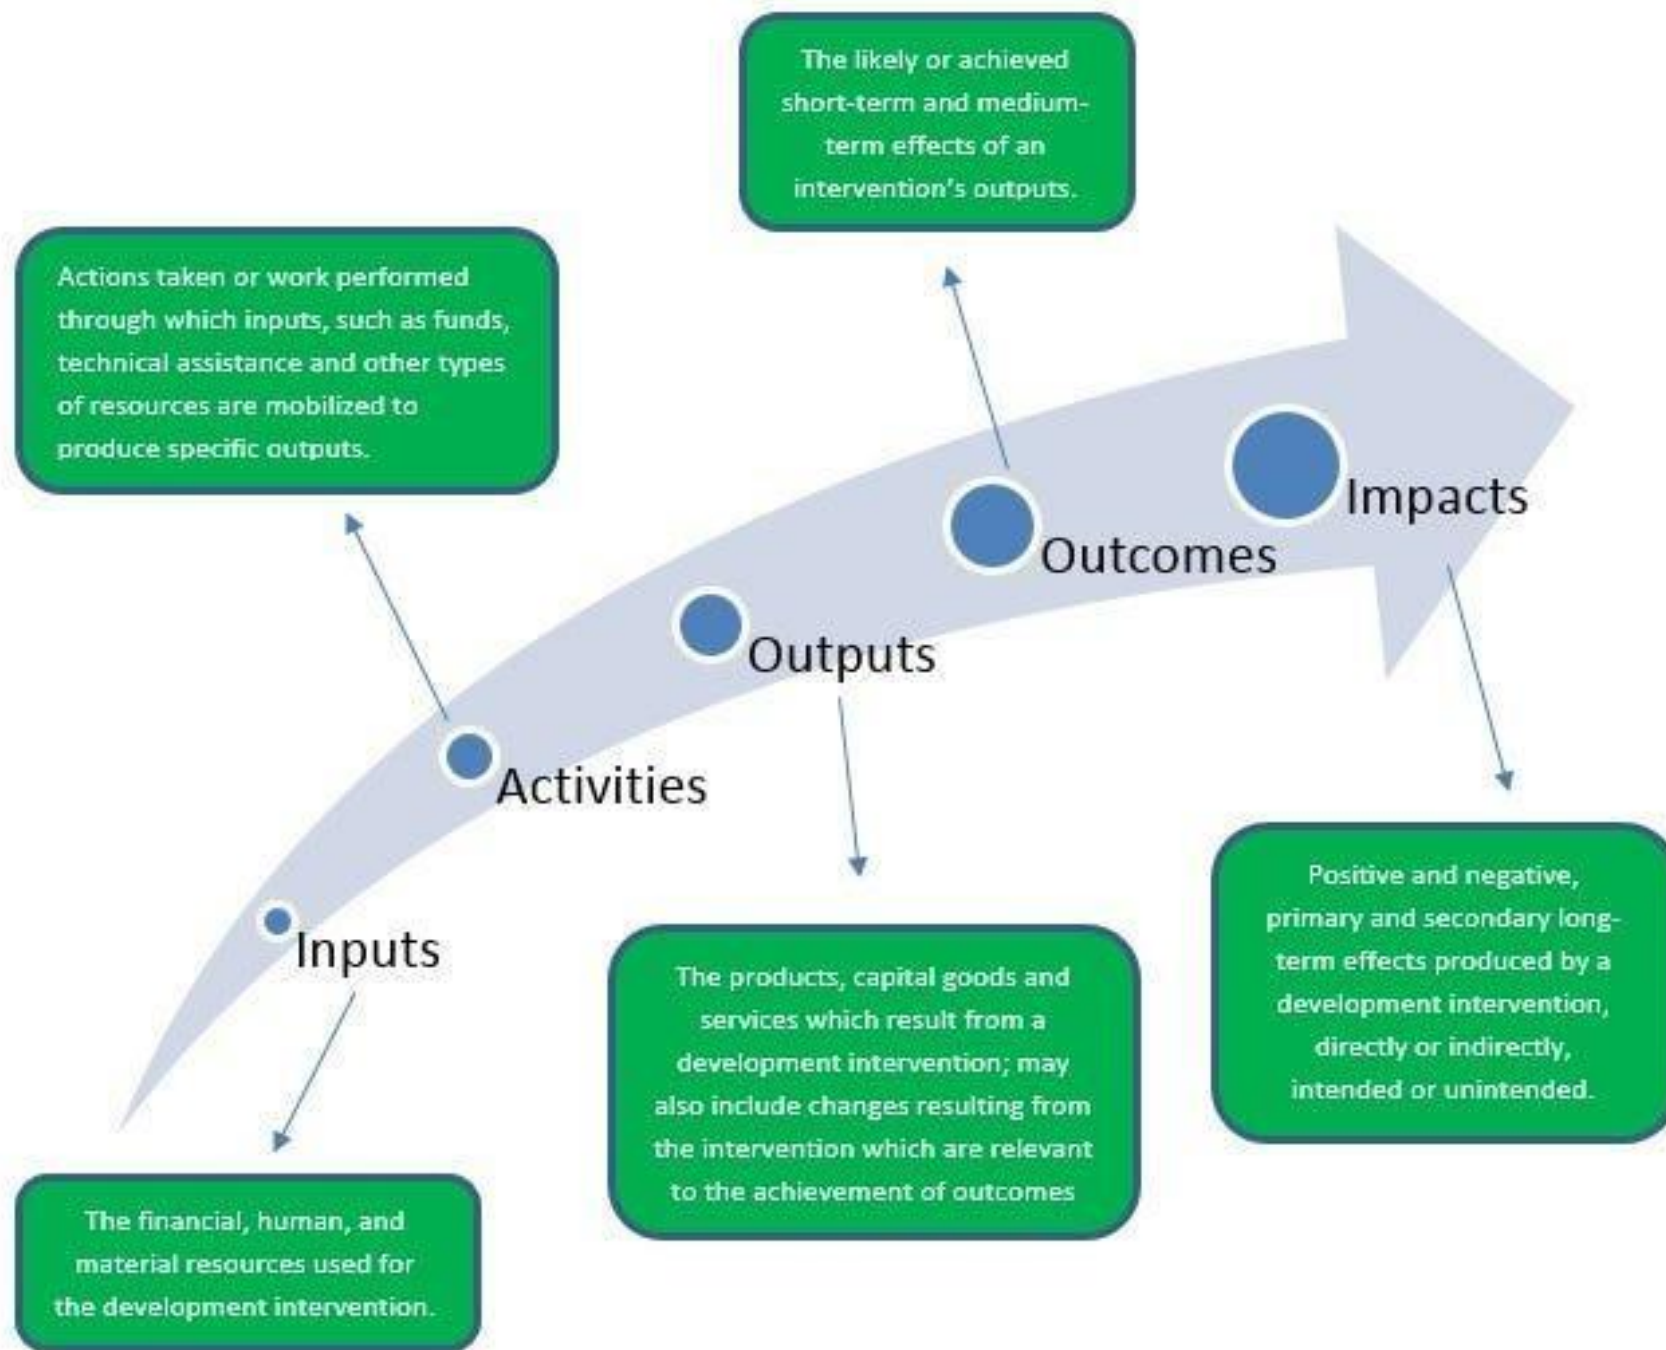 The likely or achieved
short-term and medium-
term effects of an
intervention's outputs.
Actions taken or work performed
through which inputs, such as funds,
technical assistance and other types
of resources are mobilized to
produce specific outputs.
Impacts
Outcomes
Outputs
Activities
Inputs
Positive and negative,
primary and secondary long-
term effects produced by a
development intervention,
directly or indirectly,
intended or unintended.
The products, capital goods and
services which result from a
development intervention; may
also include changes resulting from
the intervention which are relevant
to the achievement of outcomes
The financial, human, and
material resources used for
the development intervention.